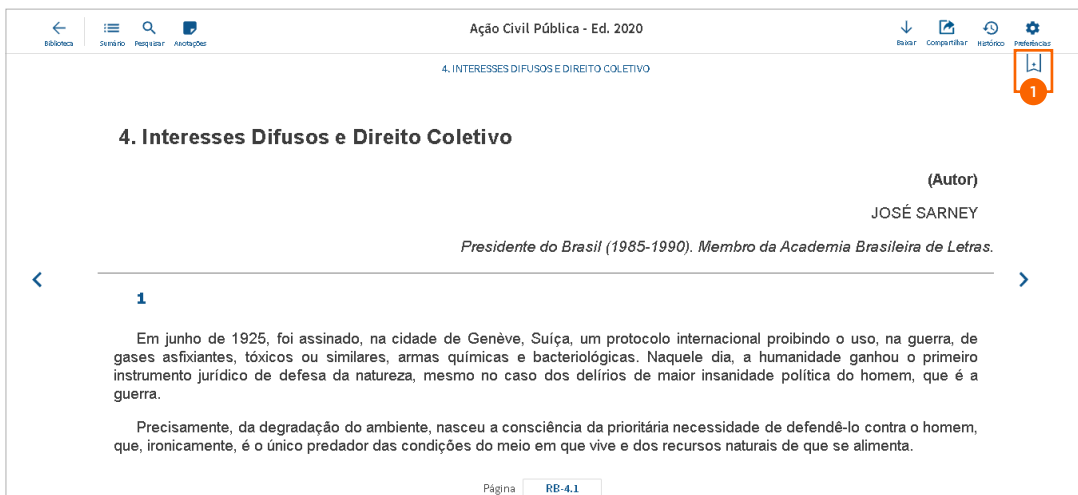 Ação Civil Pública - Ed. 2020
Biblioteca
Sumário
Pesquisar
Anotações
Baixar
Compartilhar
Histórico
Preferências
4. INTERESSES DIFUSOS E DIREITO COLETIVO
1
4. Interesses Difusos e Direito Coletivo
(Autor)
JOSÉ SARNEY
Presidente do Brasil (1985-1990). Membro da Academia Brasileira de Letras.
1
Em junho de 1925, foi assinado, na cidade de Genève, Suíça, um protocolo internacional proibindo o uso, na guerra, de
gases asfixiantes, tóxicos ou similares, armas químicas e bacteriológicas. Naquele dia, a humanidade ganhou o primeiro
instrumento jurídico de defesa da natureza, mesmo no caso dos delírios de maior insanidade política do homem, que é a
guerra.
Precisamente, da degradação do ambiente, nasceu a consciência da prioritária necessidade de defendê-lo contra o homem,
que, ironicamente, é o único predador das condições do meio em que vive e dos recursos naturais de que se alimenta.
Página RB-4.1